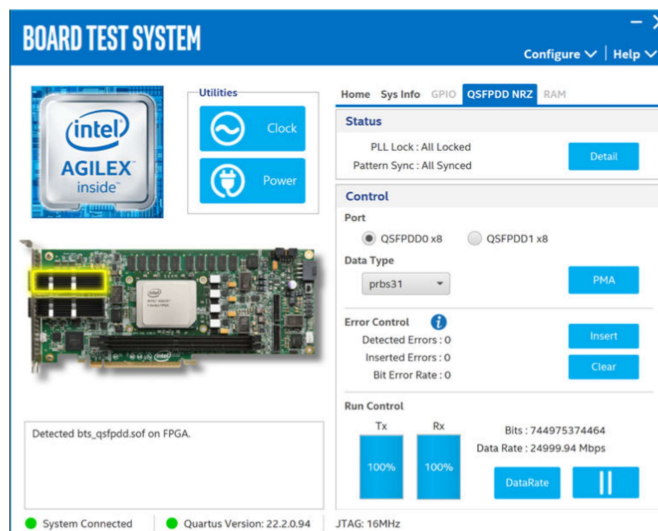 BOARD TEST SYSTEM
Configure Help
intel
AGILEX
inside
Utilities
Clock
Power
Home Sys Info GPIO QSFPDD NRZ RAM
Status
PLL Lock : All Locked
Pattern Sync : All Synced
Detail
Control
Port
QSFPDD0 x8 QSFPDD1 x8
Data Type
prbs31
PMA
Error Control
Detected Errors : 0
Inserted Errors : 0
Bit Error Rate : 0
Insert
Clear
Run Control
Tx Rx
100% 100%
Bits : 744975374464
Data Rate : 24999.94 Mbps
DataRate
Detected bts_qsfpdd.sof on FPGA.
System Connected Quartus Version: 22.2.0.94 JTAG: 16MHz